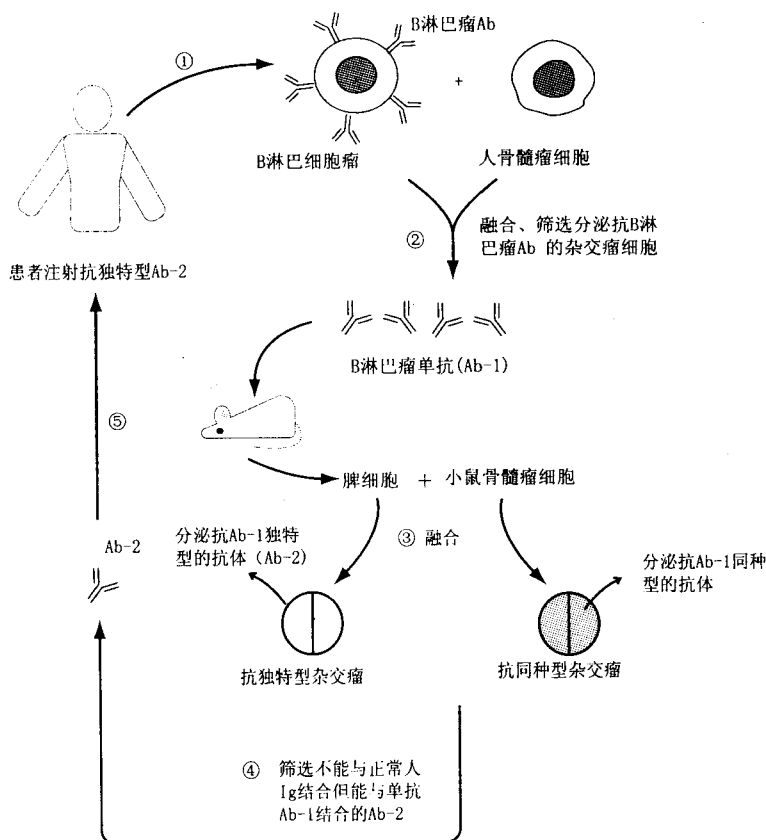 B淋巴瘤Ab
①
+
B淋巴细胞瘤
人骨髓瘤细胞
②
融合、筛选分泌抗B淋
巴瘤Ab 的杂交瘤细胞
患者注射抗独特型Ab-2
B淋巴瘤单抗(Ab-1)
⑤
脾细胞 + 小鼠骨髓瘤细胞
③ 融合
Ab-2
分泌抗Ab-1独特
型的抗体 (Ab-2)
分泌抗Ab-1同种
型的抗体
抗独特型杂交瘤
抗同种型杂交瘤
④ 筛选不能与正常人
Ig结合但能与单抗
Ab-1结合的Ab-2